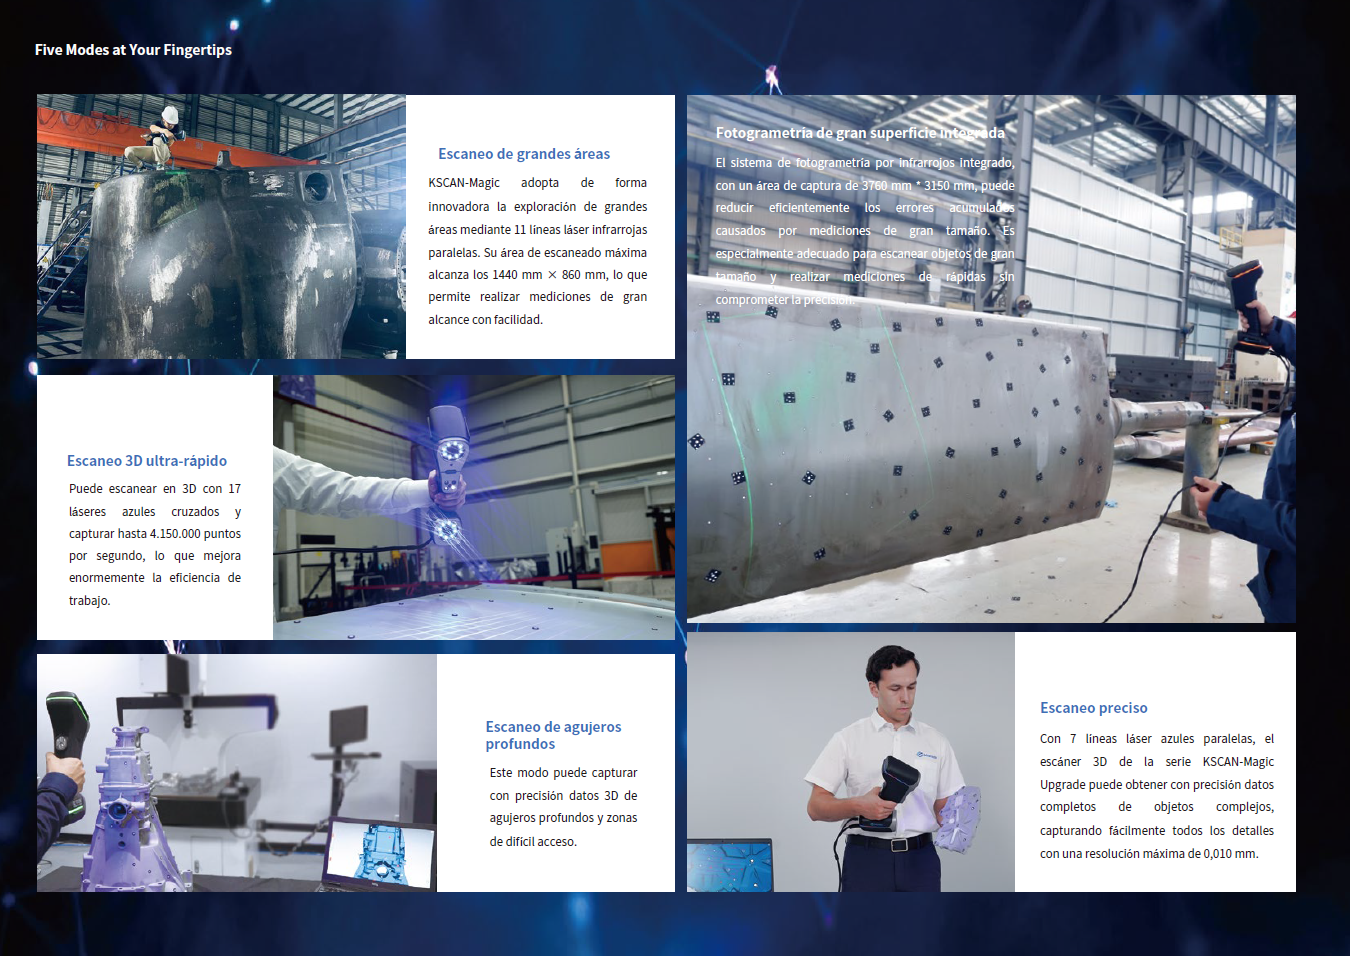 Five Modes at Your Fingertips
Escaneo de grandes áreas
KSCAN-Magic adopta de forma
innovadora la exploración de grandes
áreas mediante 11 líneas láser infrarrojas
paralelas. Su área de escaneado máxima
alcanza los 1440 mm × 860 mm, lo que
permite realizar mediciones de gran
alcance con facilidad.
Escaneo 3D ultra-rápido
Puede escanear en 3D con 17
láseres azules cruzados y
capturar hasta 4.150.000 puntos
por segundo, lo que mejora
enormemente la eficiencia de
trabajo.
Escaneo de agujeros
profundos
Este modo puede capturar
con precisión datos 3D de
agujeros profundos y zonas
de difícil acceso.
Fotogrametría de gran superficie integrada
El sistema de fotogrametría por infrarrojos integrado,
con un área de captura de 3760 mm * 3150 mm, puede
reducir eficientemente los errores acumulados
causados por mediciones de gran tamaño. Es
especialmente adecuado para escanear objetos de gran
tamaño y realizar mediciones de rápidas sin
comprometer la precisión.
Escaneo preciso
Con 7 líneas láser azules paralelas, el
escáner 3D de la serie KSCAN-Magic
Upgrade puede obtener con precisión datos
completos de objetos complejos,
capturando fácilmente todos los detalles
con una resolución máxima de 0,010 mm.